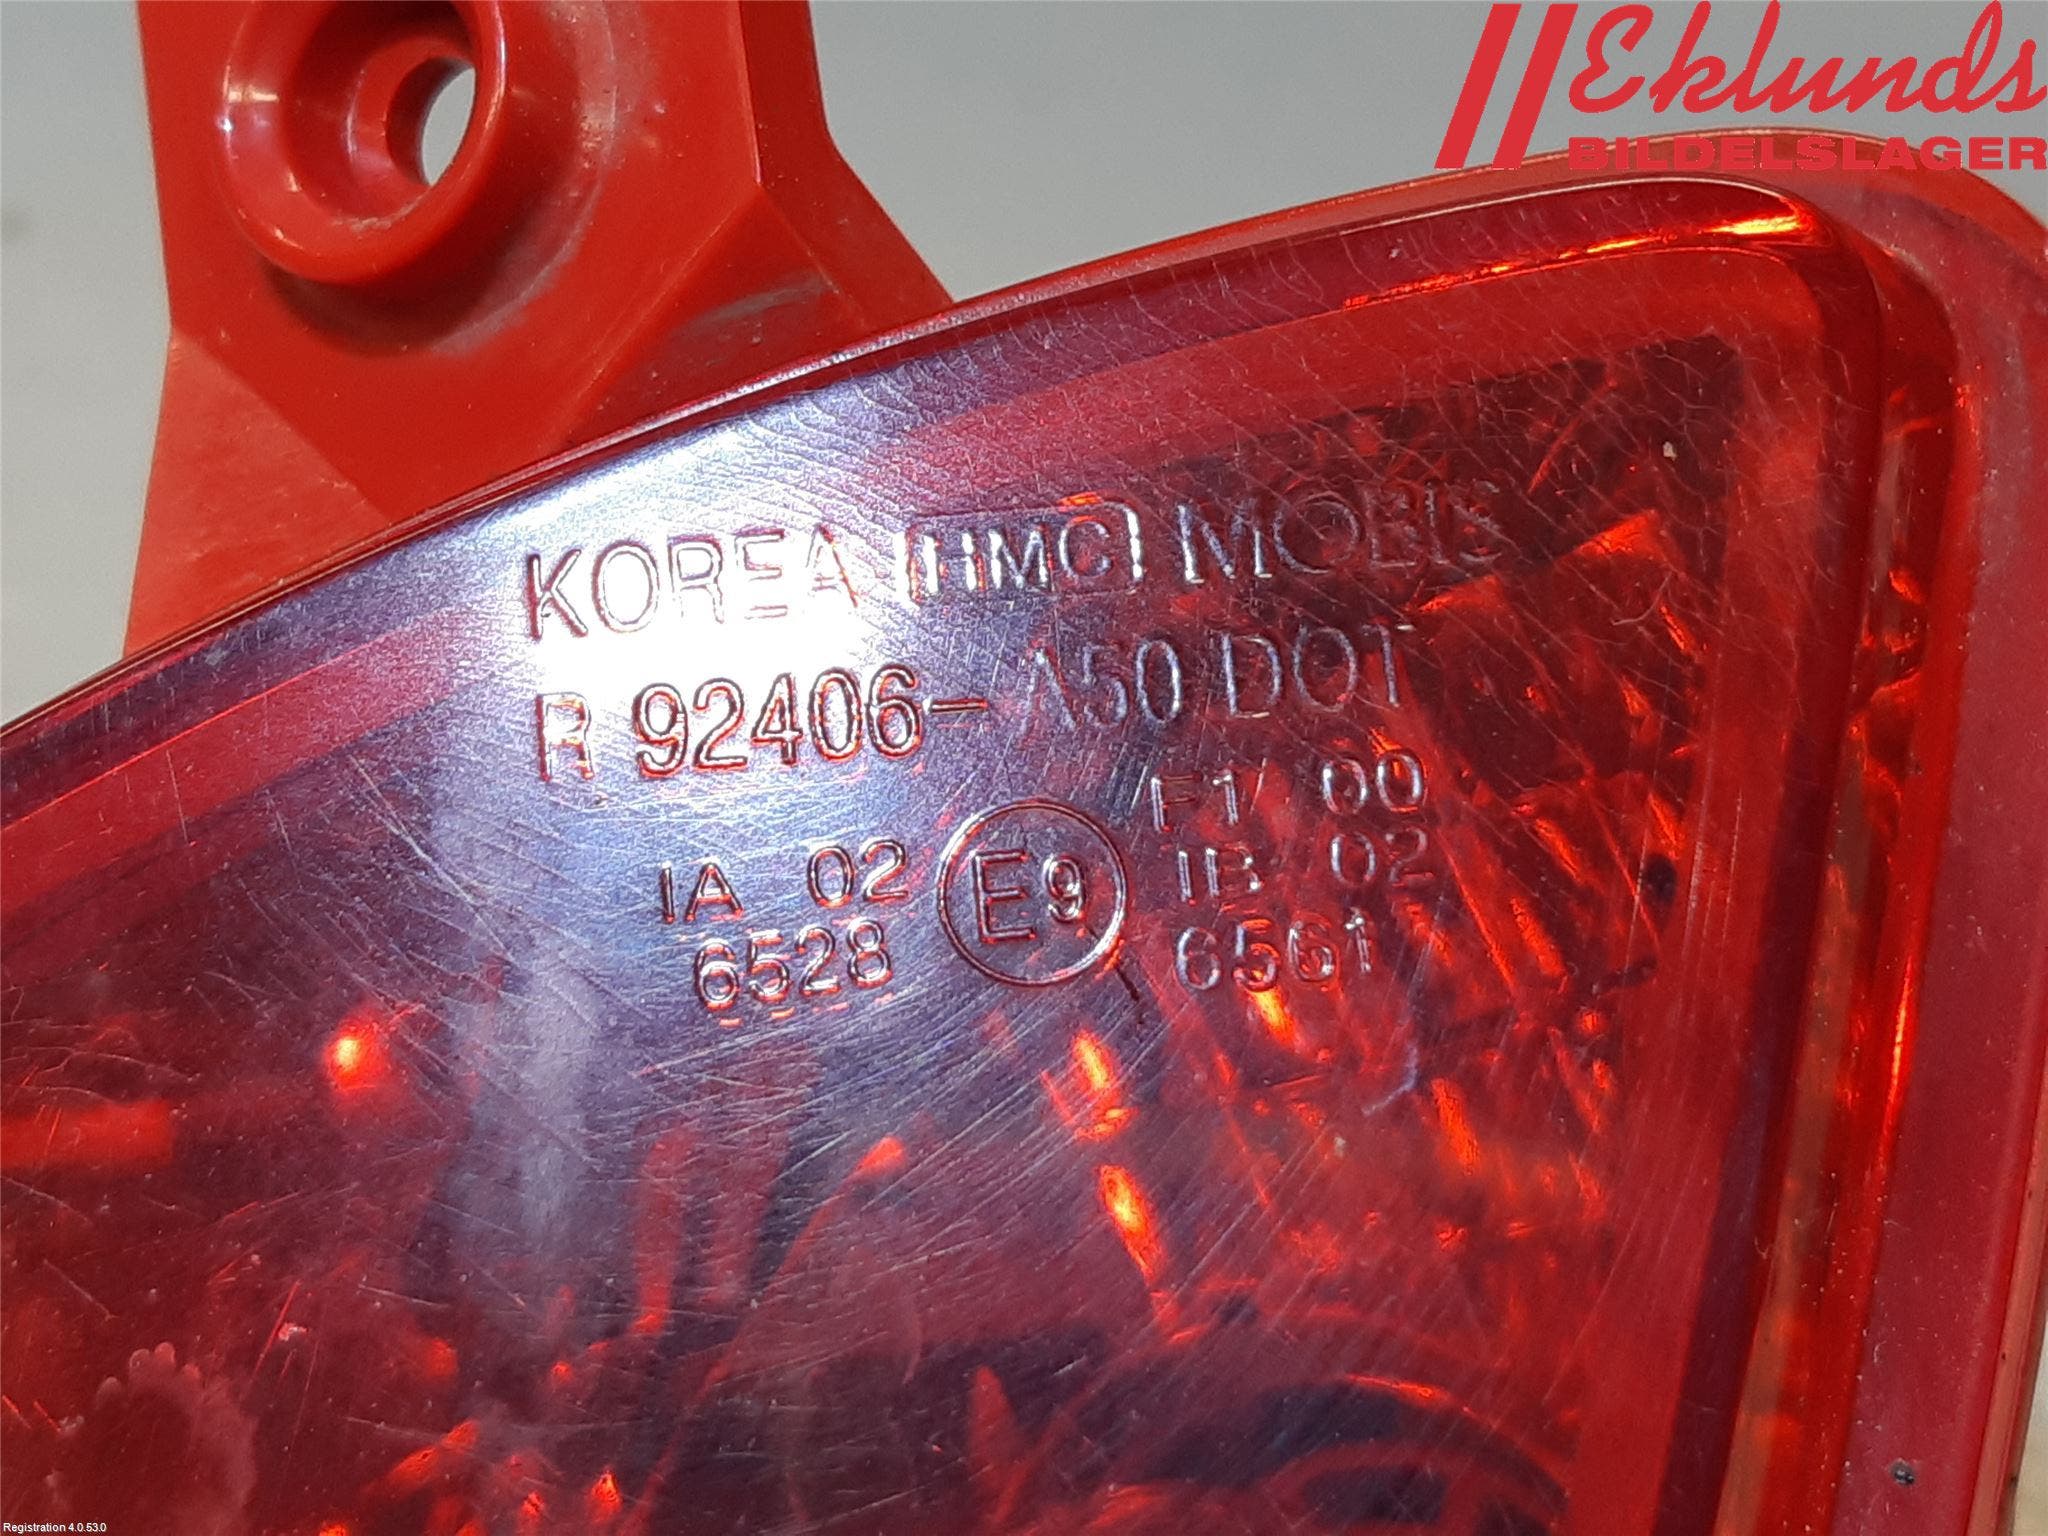 Eklunds
BILDELSLAGER
KOREA HMC MOBIS
R 92406-A50 DOT
F1 00
IA 02 E9 IB 02
6528 6561
Registration 4.0.53.0